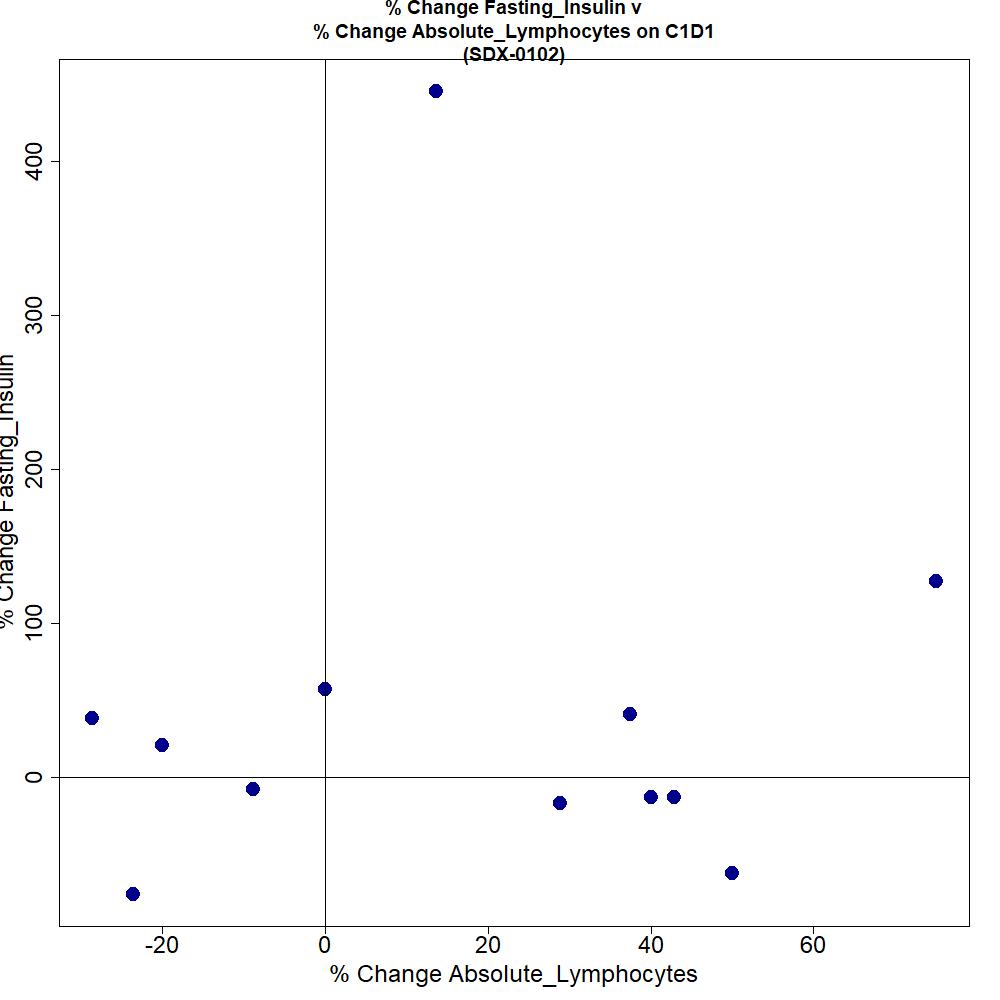 % Change Fasting_Insulin v
% Change Absolute_Lymphocytes on C1D1
(SDX-0102)
% Change Fasting_Insulin
400
300
200
100
0
-20
0
20
40
60
% Change Absolute_Lymphocytes